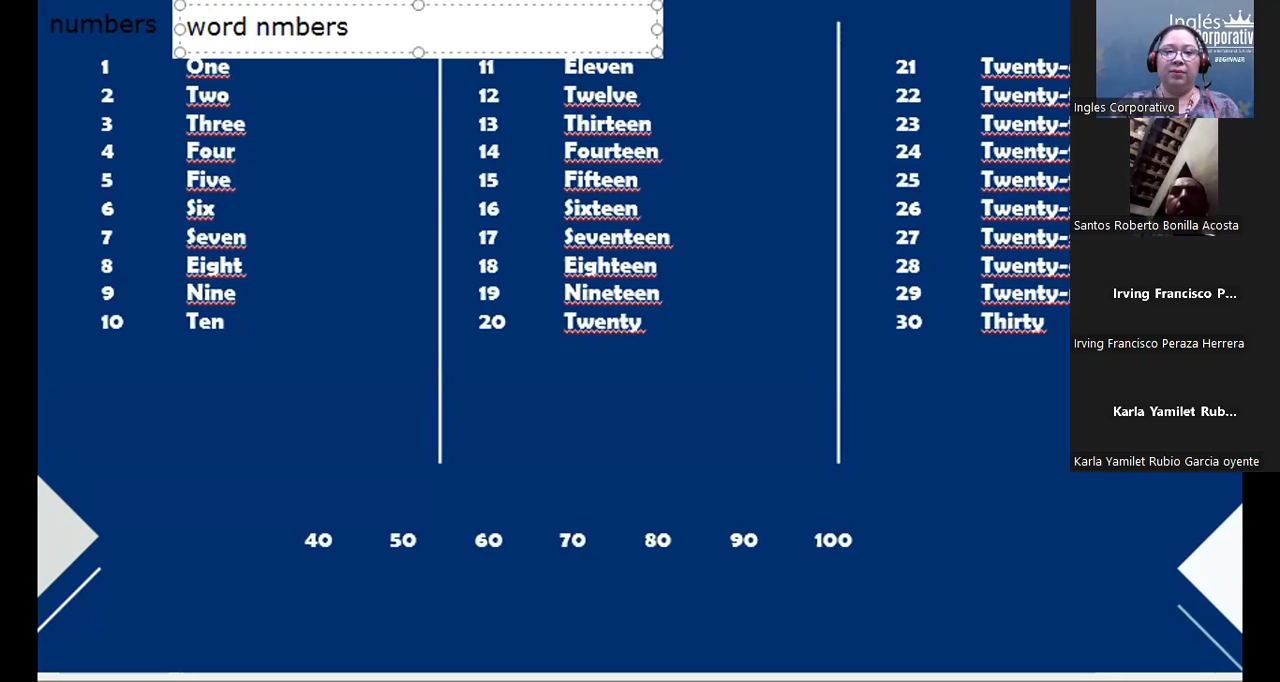 numbers
word nmbers
1 One
2 Two
3 Three
4 Four
5 Five
6 Six
7 Seven
8 Eight
9 Nine
10 Ten
11 Eleven
12 Twelve
13 Thirteen
14 Fourteen
15 Fifteen
16 Sixteen
17 Seventeen
18 Eighteen
19 Nineteen
20 Twenty
21 Twenty-
22 Twenty-
23 Twenty-
24 Twenty-
25 Twenty-
26 Twenty-
27 Twenty-
28 Twenty-
29 Twenty-
30 Thirty
40 50 60 70 80 90 100
Inglés
BEGINNER
Ingles Corporativo
Santos Roberto Bonilla Acosta
Irving Francisco P...
Irving Francisco Peraza Herrera
Karla Yamilet Rub...
Karla Yamilet Rubio Garcia oyente